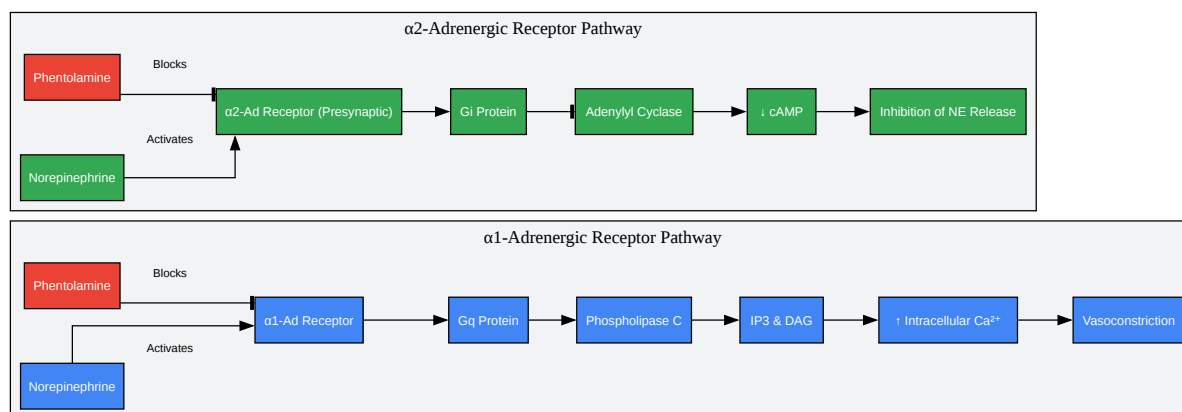 α2-Adrenergic Receptor Pathway
Phentolamine
Blocks
α2-Ad Receptor (Presynaptic)
Gi Protein
Adenylyl Cyclase
↓ cAMP
Inhibition of NE Release
Activates
Norepinephrine
α1-Adrenergic Receptor Pathway
Phentolamine
Blocks
α1-Ad Receptor
Gq Protein
Phospholipase C
IP3 & DAG
↑ Intracellular Ca²⁺
Vasoconstriction
Activates
Norepinephrine